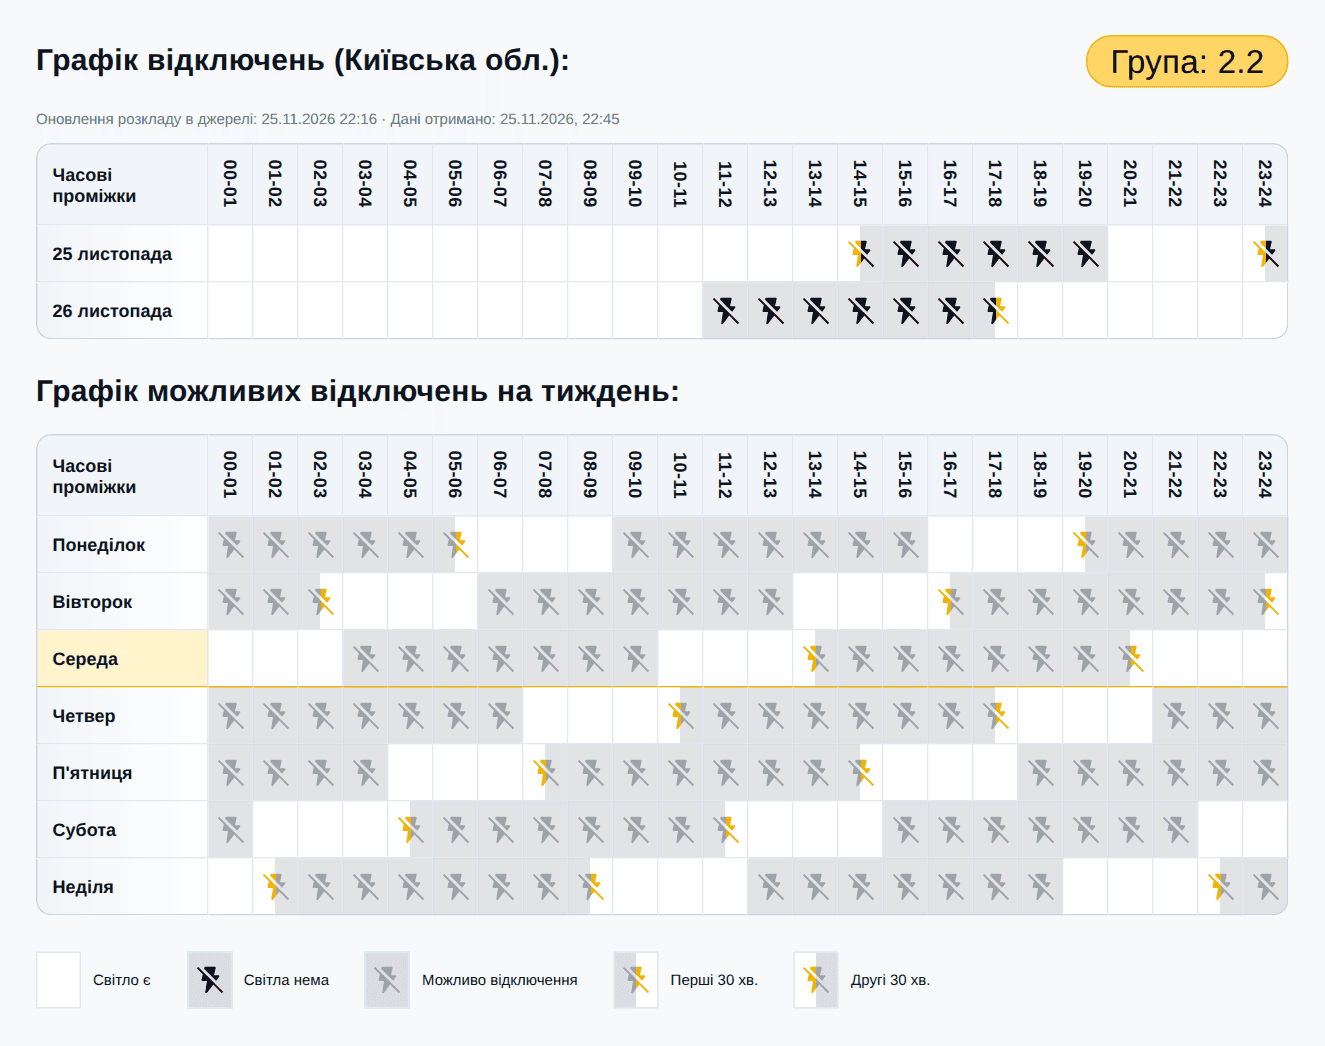 Графік відключень (Київська обл.):
Група: 2.2
Оновлення розкладу в джерелі: 25.11.2026 22:16 · Дані отримано: 25.11.2026, 22:45
Часові проміжки 00-01 01-02 02-03 03-04 04-05 05-06 06-07 07-08 08-09 09-10 10-11 11-12 12-13 13-14 14-15 15-16 16-17 17-18 18-19 19-20 20-21 21-22 22-23 23-24
25 листопада
26 листопада
Графік можливих відключень на тиждень:
Часові проміжки 00-01 01-02 02-03 03-04 04-05 05-06 06-07 07-08 08-09 09-10 10-11 11-12 12-13 13-14 14-15 15-16 16-17 17-18 18-19 19-20 20-21 21-22 22-23 23-24
Понеділок
Вівторок
Середа
Четвер
П'ятниця
Субота
Неділя
Світло є
Світла нема
Можливо відключення
Перші 30 хв.
Другі 30 хв.